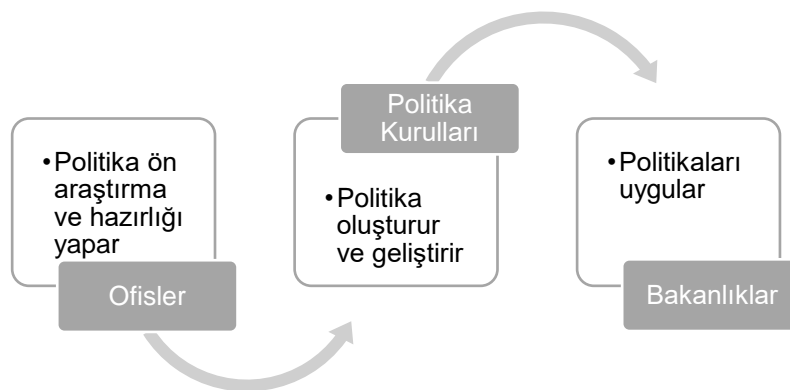 •Politika ön
araştırma
ve hazırlığı
yapar
Ofisler
Politika
Kurulları
•Politika
oluşturur
ve geliştirir
•Politikaları
uygular
Bakanlıklar